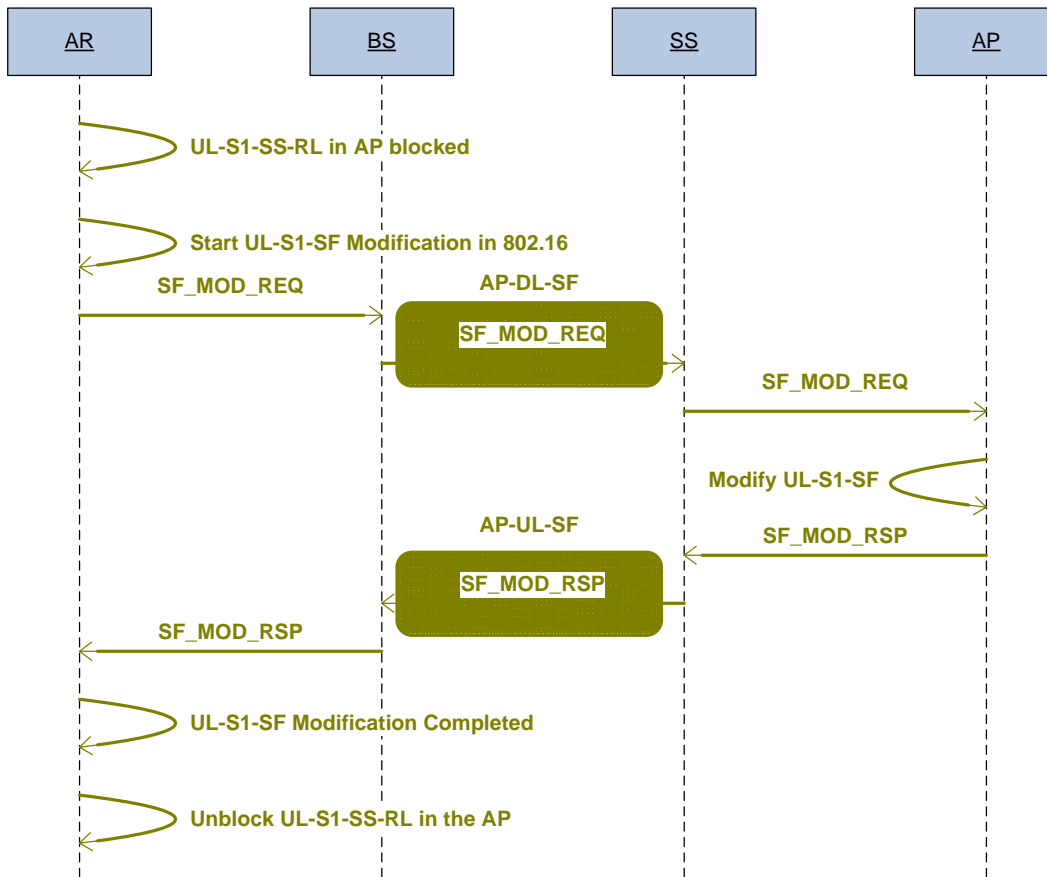 AR
BS
SS
AP
UL-S1-SS-RL in AP blocked
Start UL-S1-SF Modification in 802.16
SF_MOD_REQ
AP-DL-SF
SF_MOD_REQ
SF_MOD_REQ
Modify UL-S1-SF
AP-UL-SF
SF_MOD_RSP
SF_MOD_RSP
SF_MOD_RSP
UL-S1-SF Modification Completed
Unblock UL-S1-SS-RL in the AP